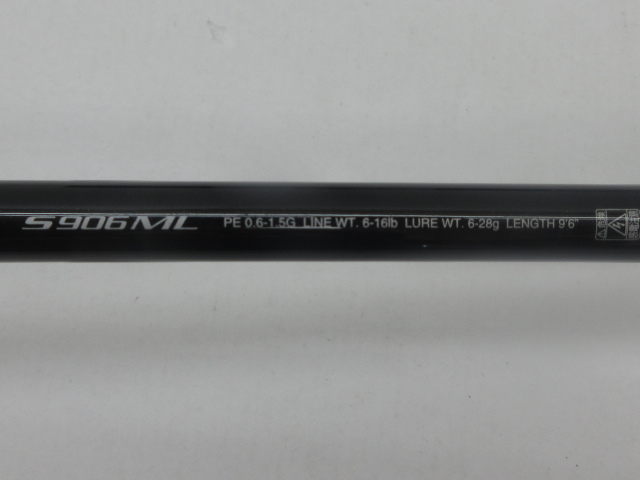 S906ML PE 0.6-1.5G LINE WT. 6-16lb LURE WT. 6-28g LENGTH 9'6"